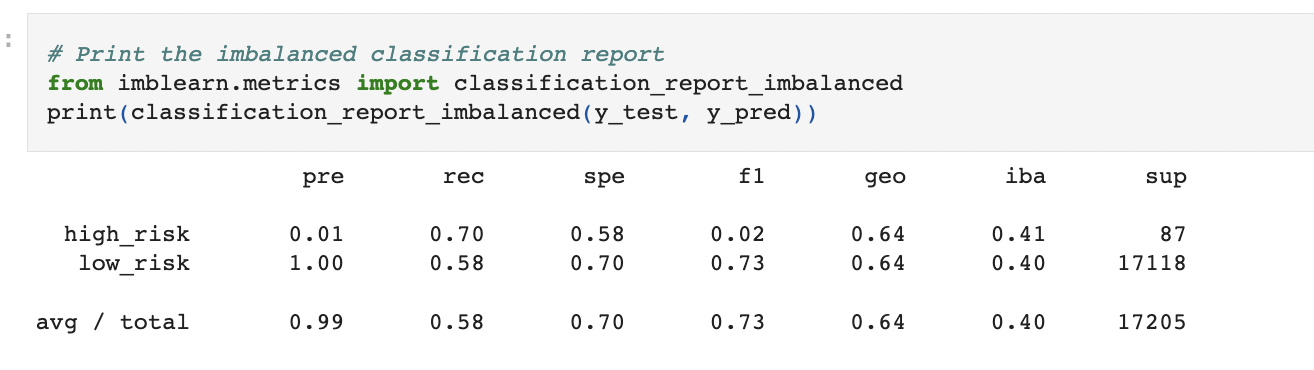 :
# Print the imbalanced classification report
from imblearn.metrics import classification_report_imbalanced
print(classification_report_imbalanced(y_test, y_pred))
pre rec spe f1 geo iba sup
high_risk 0.01 0.70 0.58 0.02 0.64 0.41 87
low_risk 1.00 0.58 0.70 0.73 0.64 0.40 17118
avg / total 0.99 0.58 0.70 0.73 0.64 0.40 17205